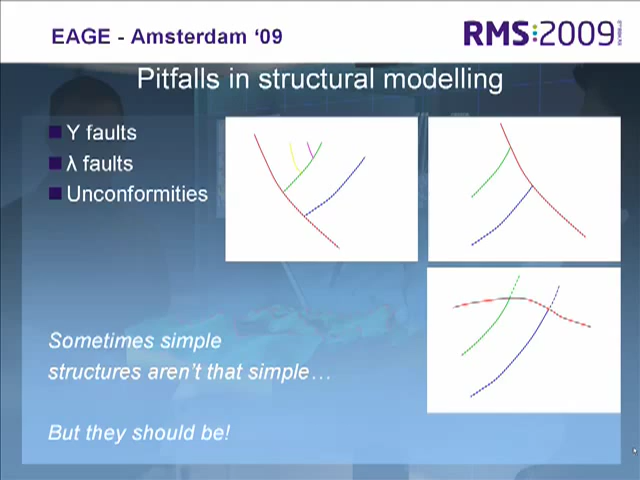 EAGE - Amsterdam ‘09
RMS:2009
Pitfalls in structural modelling
Y faults
λ faults
Unconformities
Sometimes simple
structures aren’t that simple…
But they should be!